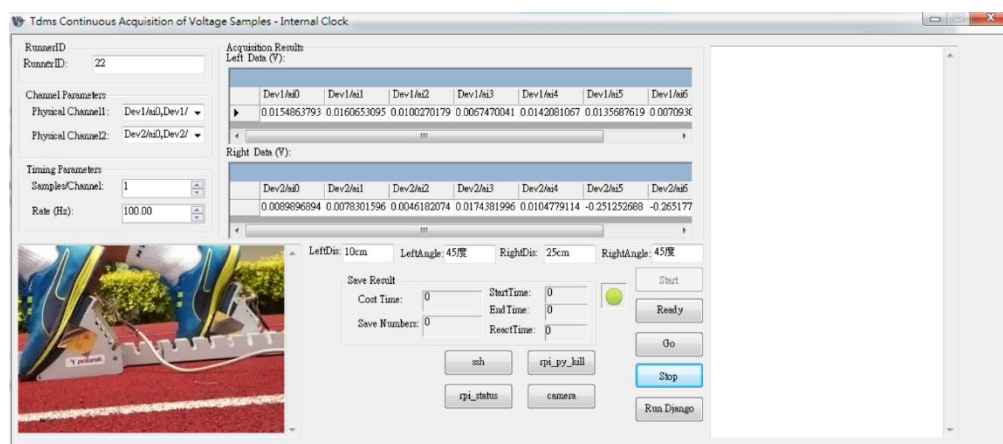 Tdms Continuous Acquisition of Voltage Samples - Internal Clock
RunnerID
RunnerID: 22
Channel Parameters
Physical Channel1: Dev1/ai0,Dev1/
Physical Channel2: Dev2/ai0,Dev2/
Timing Parameters
Samples/Channel: 1
Rate (Hz): 100.00
Acquisition Results
Left Data (V):
Dev1/ai0 Dev1/ai1 Dev1/ai2 Dev1/ai3 Dev1/ai4 Dev1/ai5 Dev1/ai6
0.0154863793 0.0160653095 0.0100270179 0.0067470041 0.0142081067 0.0135687619 0.0070930
Right Data (V):
Dev2/ai0 Dev2/ai1 Dev2/ai2 Dev2/ai3 Dev2/ai4 Dev2/ai5 Dev2/ai6
0.0089896894 0.0078301596 0.0046182074 0.0174381996 0.0104779114 -0.251252688 -0.265177
LeftDis: 10cm LeftAngle: 45度 RightDis: 25cm RightAngle: 45度
Save Result
Cost Time: 0
Save Numbers: 0
StartTime: 0
EndTime: 0
ReactTime: 0
Start
Ready
Go
Stop
Run Django
ssh rpi_py_kill
rpi_status camera
polanik